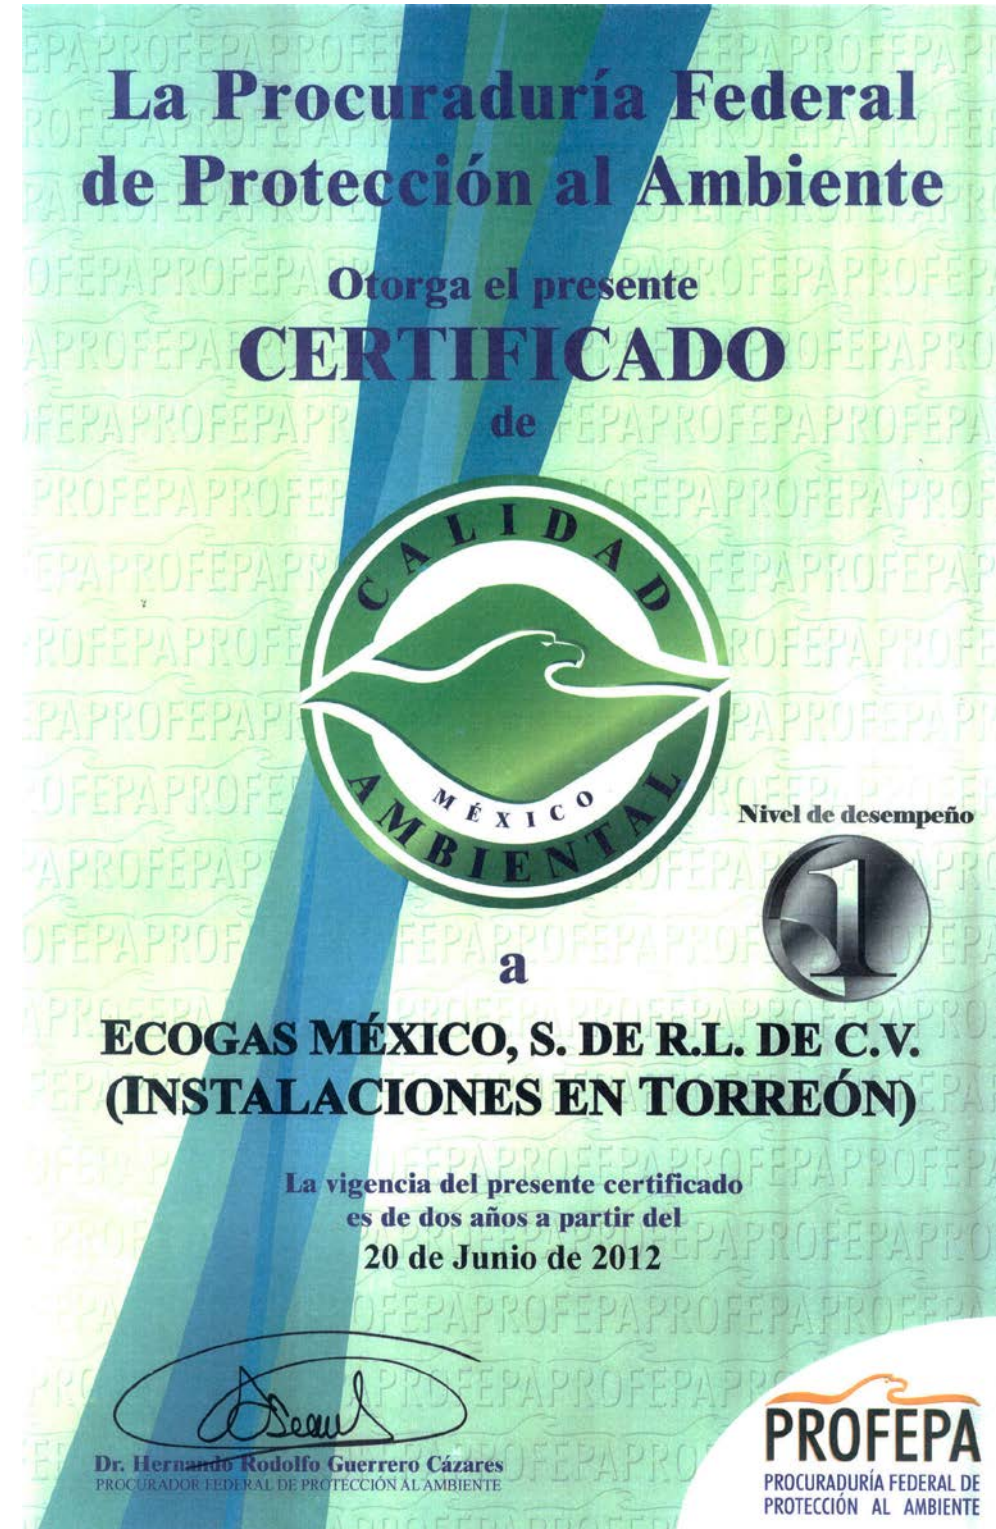 La Procuraduría Federal
de Protección al Ambiente
Otorga el presente
CERTIFICADO
de
CALIDAD
AMBIENTAL
MÉXICO
Nivel de desempeño
1
a
ECOGAS MÉXICO, S. DE R.L. DE C.V.
(INSTALACIONES EN TORREÓN)
La vigencia del presente certificado
es de dos años a partir del
20 de Junio de 2012
Dr. Hernando Rodolfo Guerrero Cázares
PROCURADOR FEDERAL DE PROTECCIÓN AL AMBIENTE
PROFEPA
PROCURADURÍA FEDERAL DE
PROTECCIÓN AL AMBIENTE